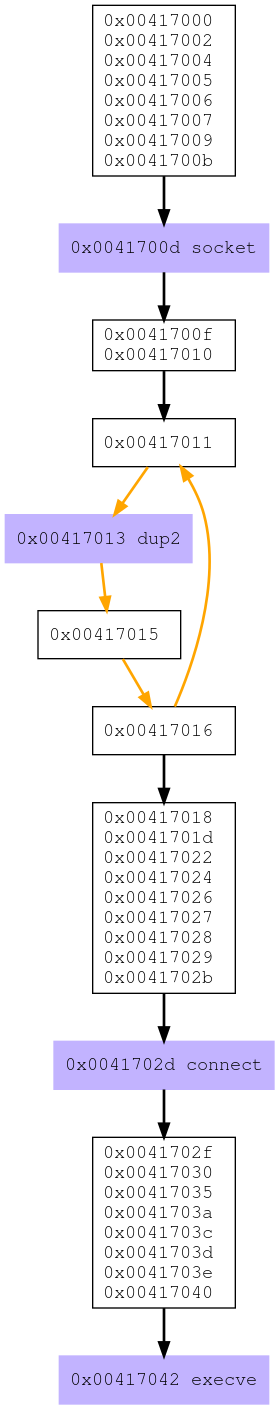 0x00417000
0x00417002
0x00417004
0x00417005
0x00417006
0x00417007
0x00417009
0x0041700b
0x0041700d socket
0x0041700f
0x00417010
0x00417011
0x00417013 dup2
0x00417015
0x00417016
0x00417018
0x0041701d
0x00417022
0x00417024
0x00417026
0x00417027
0x00417028
0x00417029
0x0041702b
0x0041702d connect
0x0041702f
0x00417030
0x00417035
0x0041703a
0x0041703c
0x0041703d
0x0041703e
0x00417040
0x00417042 execve